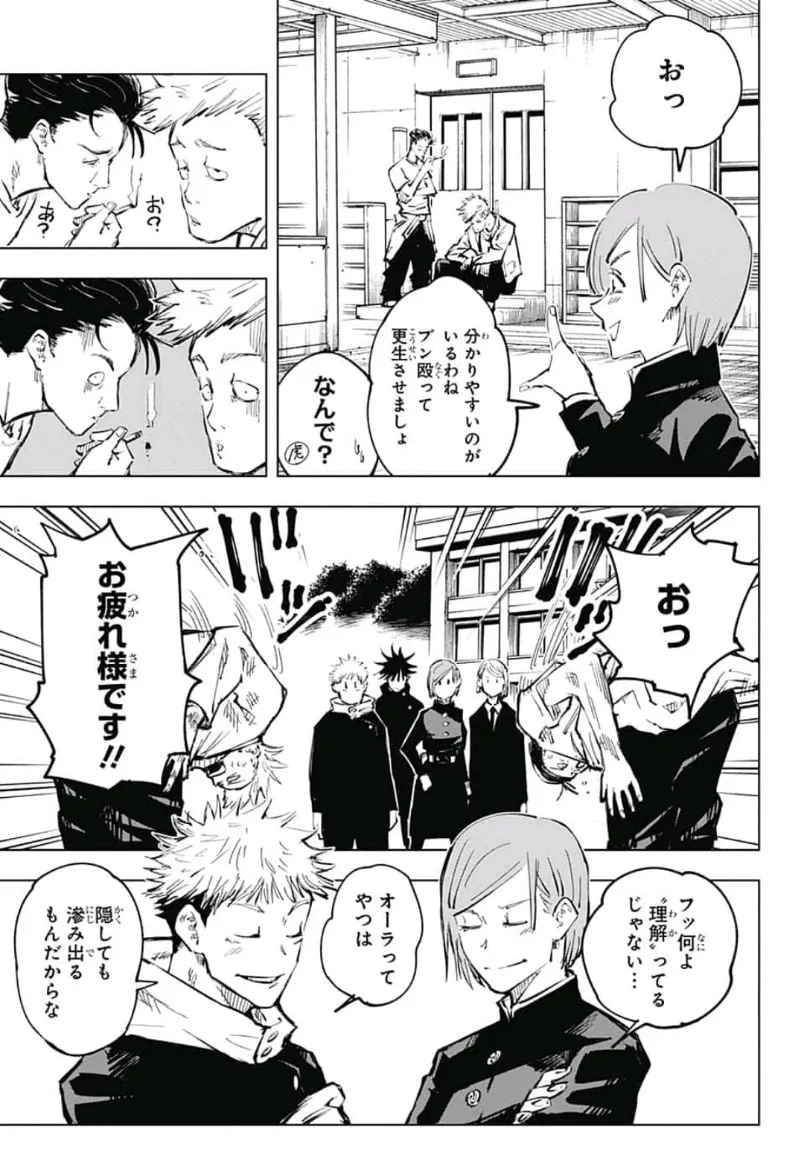 おっ
分かりやすいのが
いるわね
ブン殴って
更生させましょ
なんで?
虎
お?
あ?
おっ
お疲れ様です!!
フッ何よ
〝理解〟ってる
じゃない…
オーラって
やつは
隠しても
滲み出る
もんだからな